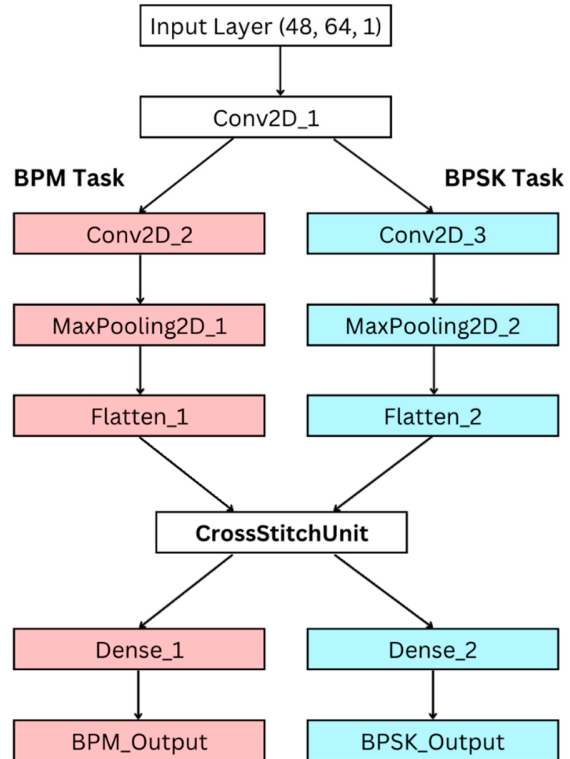 Input Layer (48, 64, 1)
Conv2D_1
BPM Task
BPSK Task
Conv2D_2
Conv2D_3
MaxPooling2D_1
MaxPooling2D_2
Flatten_1
Flatten_2
CrossStitchUnit
Dense_1
Dense_2
BPM_Output
BPSK_Output